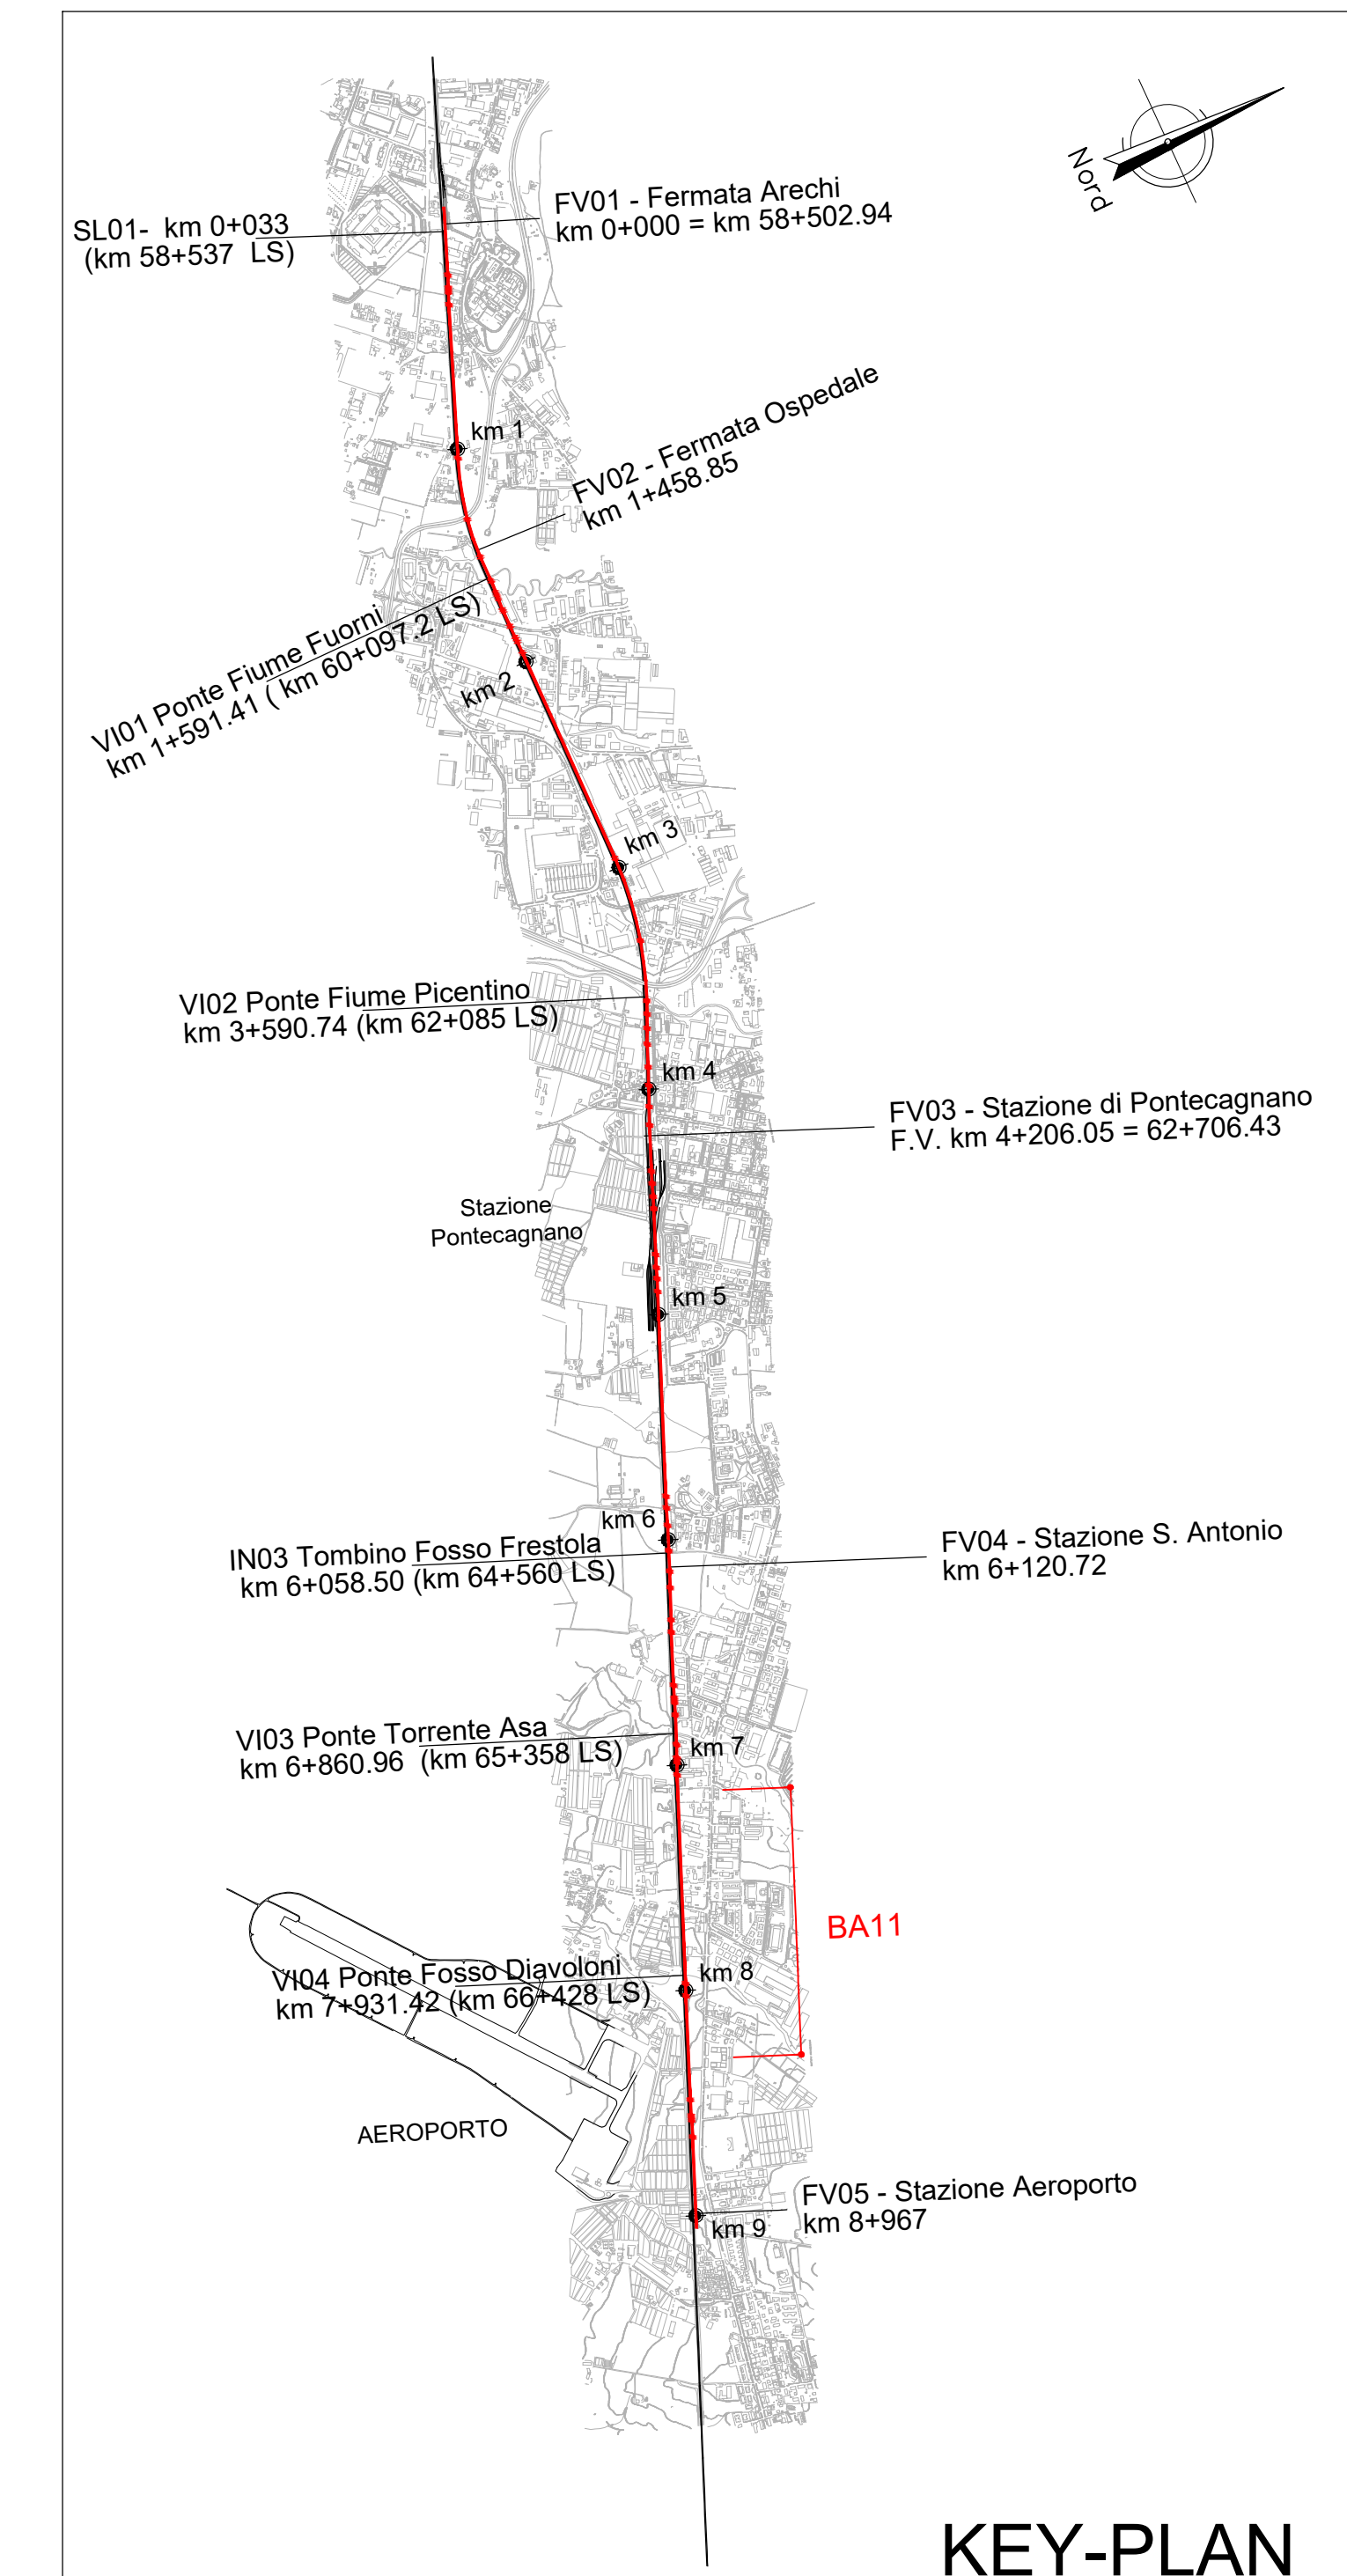 Nord
FV01 - Fermata Arechi
km 0+000 = km 58+502.94
SL01-  km 0+033
(km 58+537  LS)
km 1
FV02 - Fermata Ospedale
km 1+458.85
VI01 Ponte Fiume Fuorni
km 1+591.41 ( km 60+097.2 LS)
km 2
km 3
VI02 Ponte Fiume Picentino
km 3+590.74 (km 62+085 LS)
km 4
FV03 - Stazione di Pontecagnano
F.V. km 4+206.05 = 62+706.43
Stazione
Pontecagnano
km 5
km 6
IN03 Tombino Fosso Frestola
km 6+058.50 (km 64+560 LS)
FV04 - Stazione S. Antonio
km 6+120.72
VI03 Ponte Torrente Asa
km 6+860.96  (km 65+358 LS)
km 7
BA11
VI04 Ponte Fosso Diavoloni
km 7+931.42 (km 66+428 LS)
km 8
AEROPORTO
FV05 - Stazione Aeroporto
km 8+967
km 9
KEY-PLAN